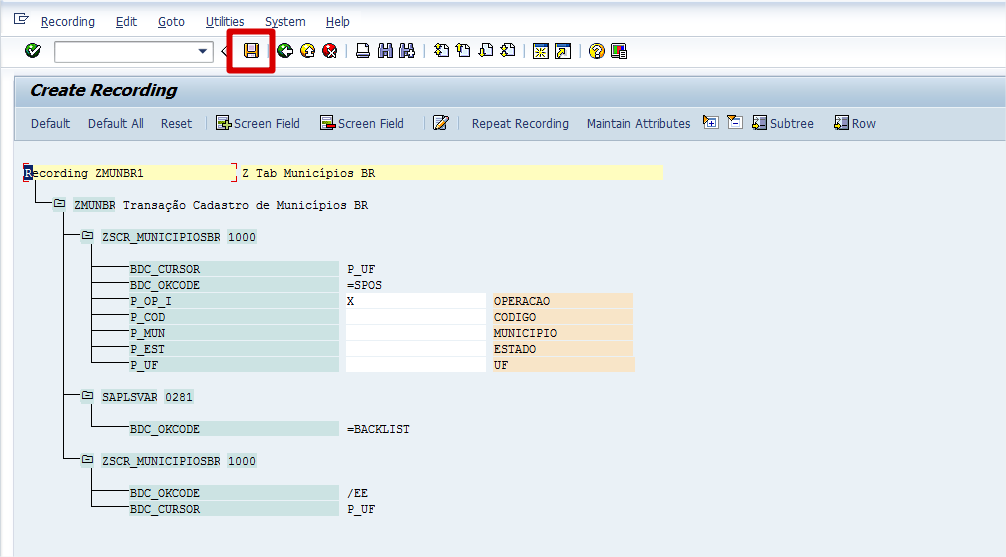 Recording Edit Goto Utilities System Help
Create Recording
Default Default All Reset Screen Field Screen Field Repeat Recording Maintain Attributes Subtree Row
Recording ZMUNBR1 Z Tab Municípios BR
ZMUNBR Transação Cadastro de Municípios BR
ZSCR_MUNICIPIOSBR 1000
BDC_CURSOR P_UF
BDC_OKCODE =SPOS
P_OP_I X OPERACAO
P_COD CODIGO
P_MUN MUNICIPIO
P_EST ESTADO
P_UF UF
SAPLSVAR 0281
BDC_OKCODE =BACKLIST
ZSCR_MUNICIPIOSBR 1000
BDC_OKCODE /EE
BDC_CURSOR P_UF